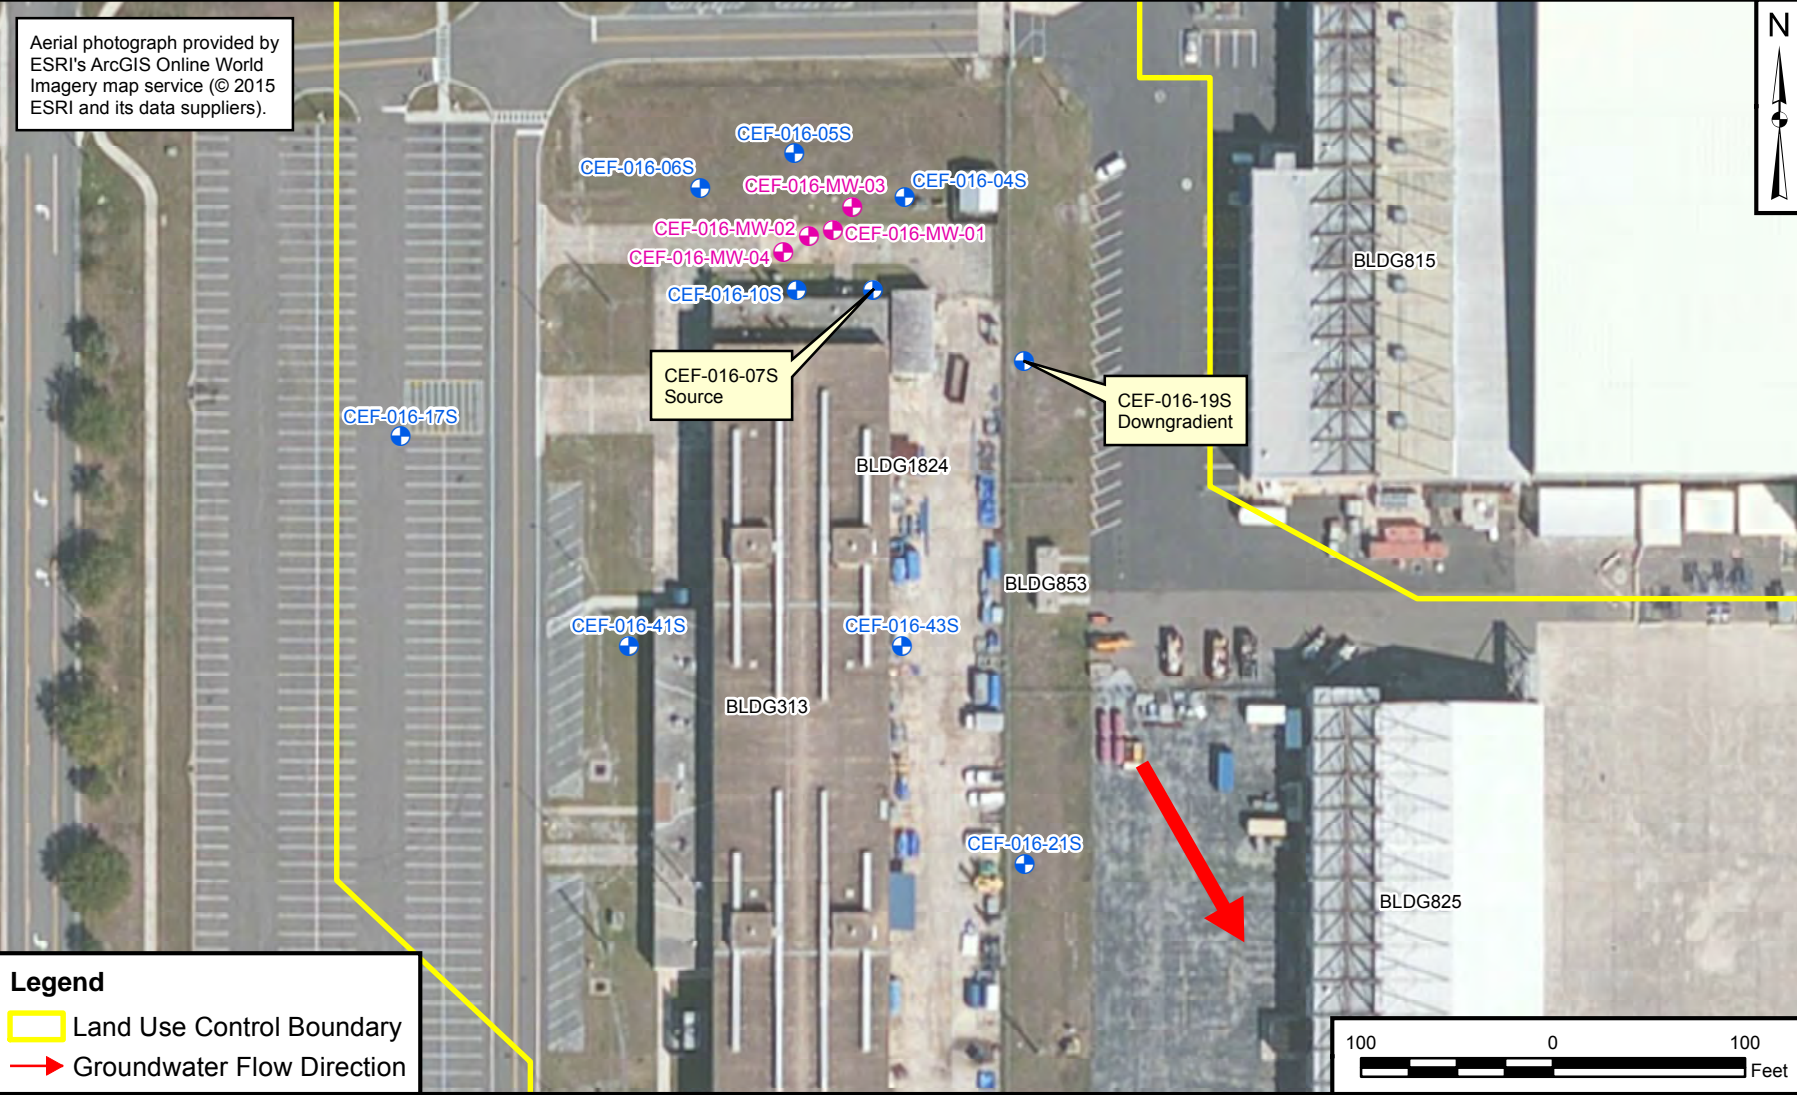 Aerial photograph provided by
ESRI's ArcGIS Online World
Imagery map service (© 2015
ESRI and its data suppliers).
N
CEF-016-05S
CEF-016-06S
CEF-016-MW-03
CEF-016-04S
CEF-016-MW-02
CEF-016-MW-01
CEF-016-MW-04
BLDG815
CEF-016-10S
CEF-016-07S
Source
CEF-016-19S
Downgradient
CEF-016-17S
BLDG1824
BLDG853
CEF-016-41S
CEF-016-43S
BLDG313
CEF-016-21S
BLDG825
Legend
Land Use Control Boundary
Groundwater Flow Direction
100 0 100
Feet